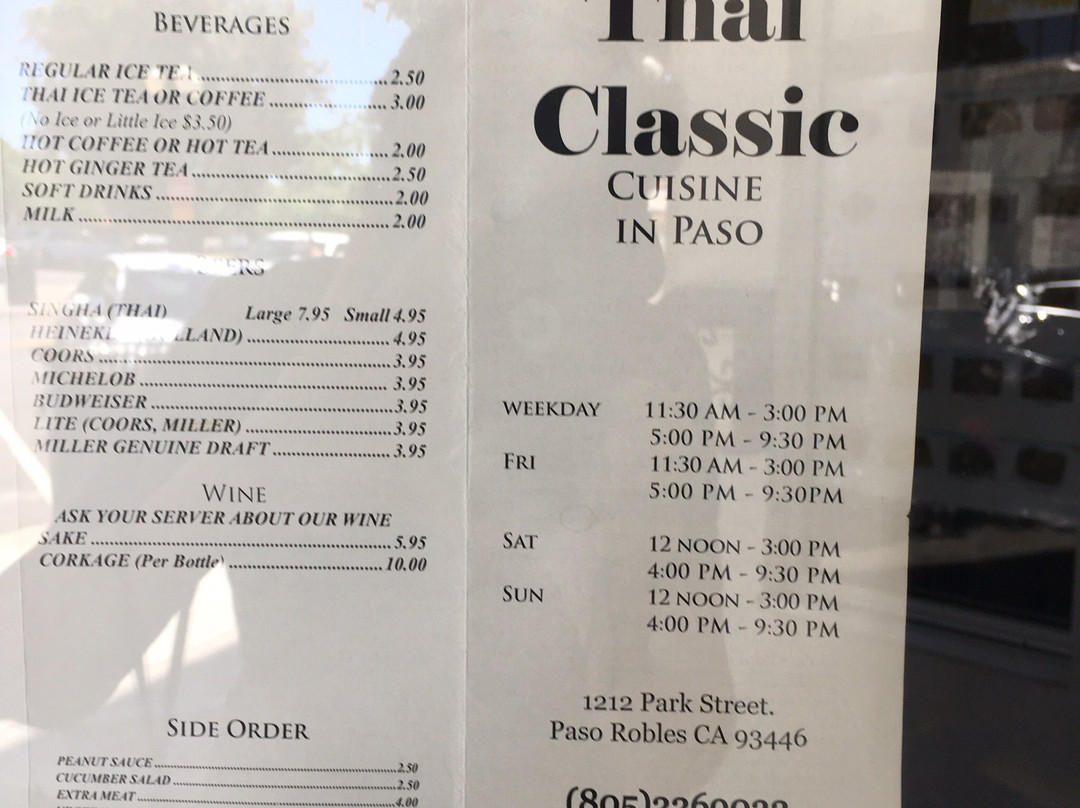 BEVERAGES
REGULAR ICE TEA 2.50
THAI ICE TEA OR COFFEE 3.00
(No Ice or Little Ice $3.50)
HOT COFFEE OR HOT TEA 2.00
HOT GINGER TEA 2.50
SOFT DRINKS 2.00
MILK 2.00
SINGHA (THAI) Large 7.95 Small 4.95
4.95
COORS 3.95
MICHELOB 3.95
BUDWEISER 3.95
LITE (COORS, MILLER) 3.95
MILLER GENUINE DRAFT 3.95
WINE
ASK YOUR SERVER ABOUT OUR WINE
SAKE 5.95
CORKAGE (Per Bottle) 10.00
SIDE ORDER
PEANUT SAUCE 2.50
CUCUMBER SALAD 2.50
EXTRA MEAT 4.00
Thai
Classic
CUISINE
IN PASO
WEEKDAY 11:30 AM - 3:00 PM
5:00 PM - 9:30 PM
FRI 11:30 AM - 3:00 PM
5:00 PM - 9:30PM
SAT 12 NOON - 3:00 PM
4:00 PM - 9:30 PM
SUN 12 NOON - 3:00 PM
4:00 PM - 9:30 PM
1212 Park Street.
Paso Robles CA 93446